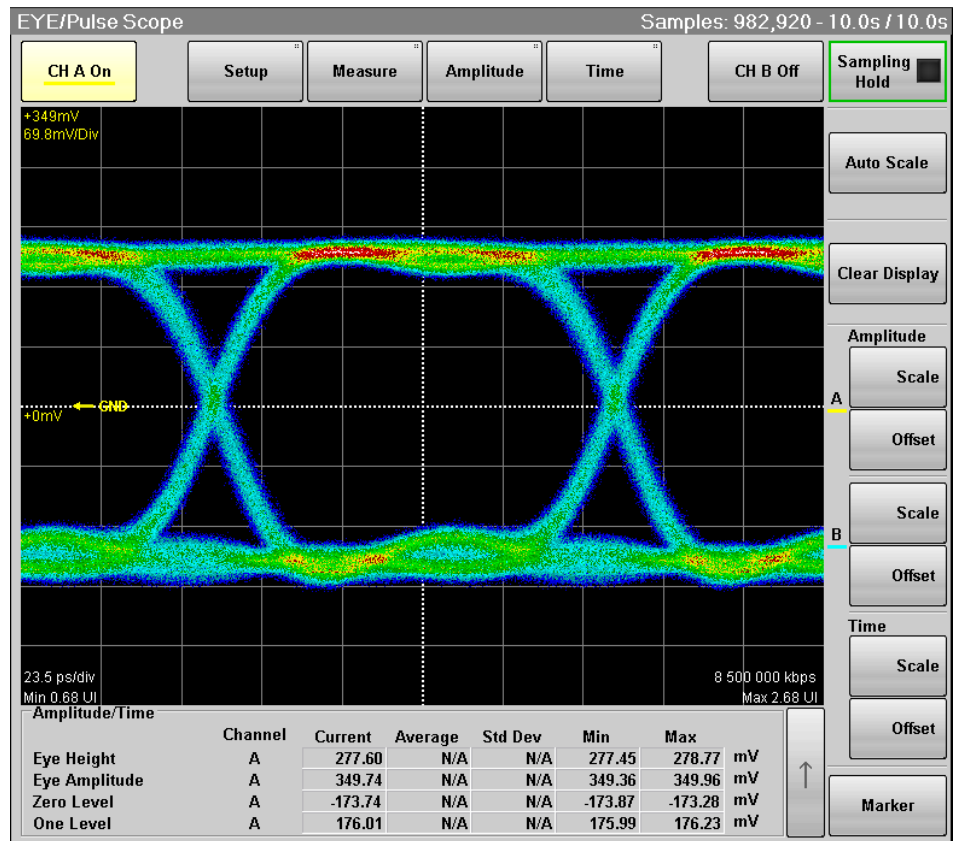 EYE/Pulse Scope Samples: 982,920 - 10.0s / 10.0s
CH A On Setup Measure Amplitude Time CH B Off Sampling Hold
+349mV
69.8mV/Div
+0mV GND
23.5 ps/div 8 500 000 kbps
Min 0.68 UI Max 2.68 UI
Auto Scale
Clear Display
Amplitude
Scale
A
Offset
Scale
B
Offset
Time
Scale
Offset
Marker
Amplitude/Time
Channel Current Average Std Dev Min Max
Eye Height A 277.60 N/A N/A 277.45 278.77 mV
Eye Amplitude A 349.74 N/A N/A 349.36 349.96 mV
Zero Level A -173.74 N/A N/A -173.87 -173.28 mV
One Level A 176.01 N/A N/A 175.99 176.23 mV